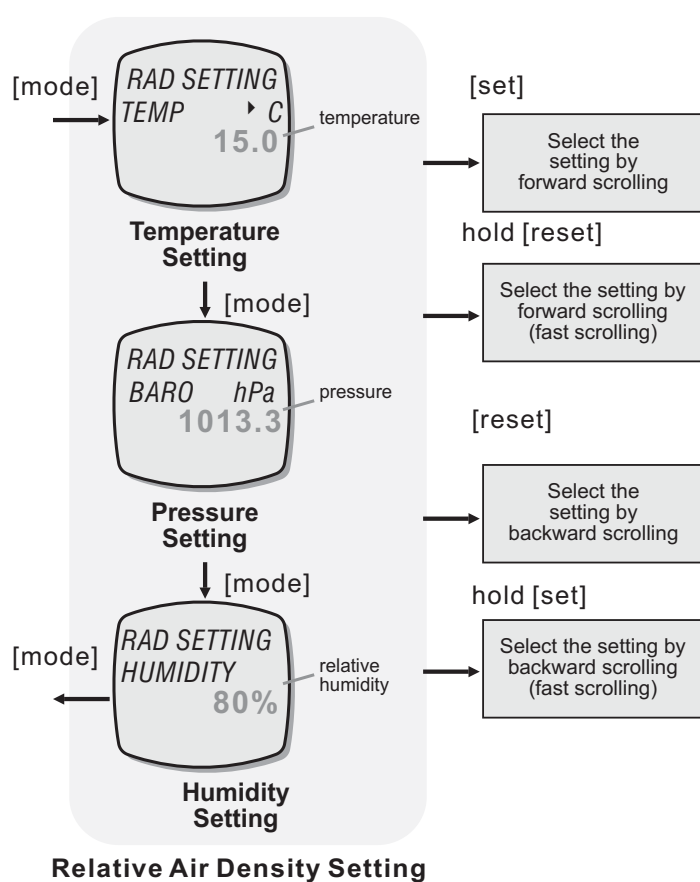 [mode]
RAD SETTING
TEMP C
15.0
temperature
Temperature
Setting
[mode]
RAD SETTING
BARO hPa
1013.3
pressure
Pressure
Setting
[mode]
RAD SETTING
HUMIDITY
80%
relative
humidity
[mode]
Humidity
Setting
[set]
Select the
setting by
forward scrolling
hold [reset]
Select the setting by
forward scrolling
(fast scrolling)
[reset]
Select the
setting by
backward scrolling
hold [set]
Select the setting by
backward scrolling
(fast scrolling)
Relative Air Density Setting